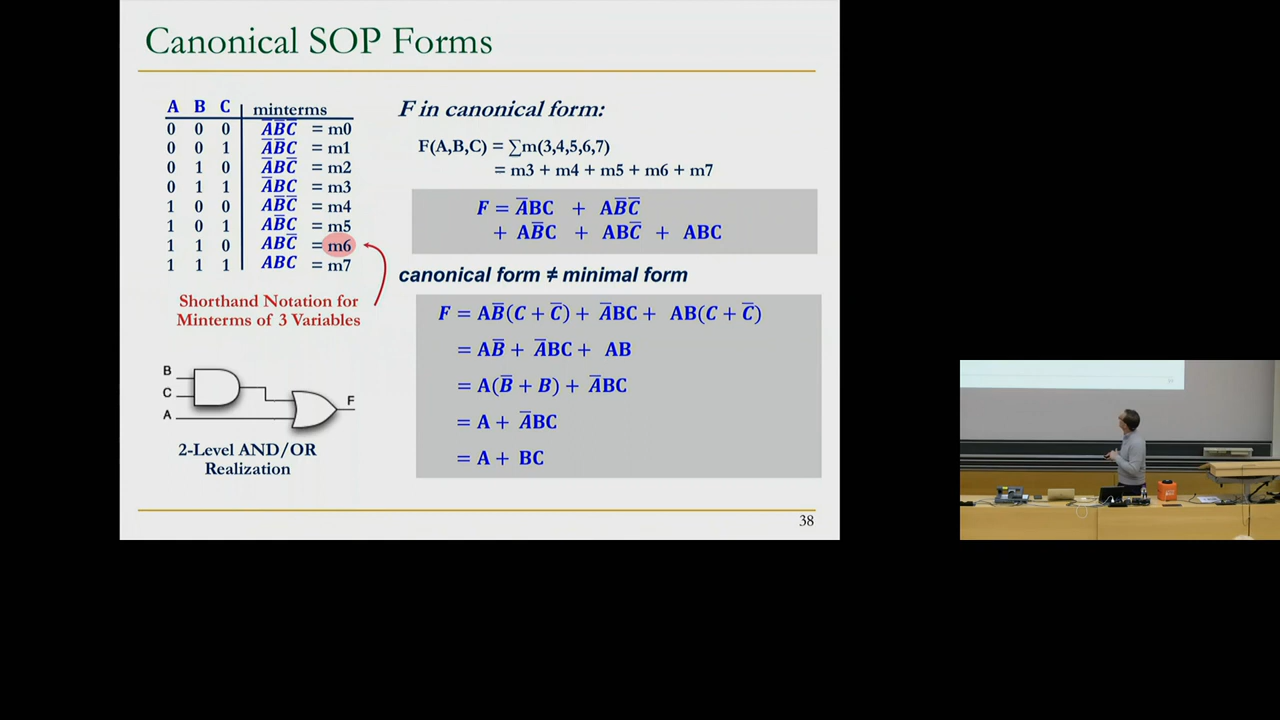 Canonical SOP Forms
A B C minterms
0 0 0 A̅B̅C̅ = m0
0 0 1 A̅B̅C = m1
0 1 0 A̅BC̅ = m2
0 1 1 A̅BC = m3
1 0 0 AB̅C̅ = m4
1 0 1 AB̅C = m5
1 1 0 ABC̅ = m6
1 1 1 ABC = m7
Shorthand Notation for
Minterms of 3 Variables
B
C
A
F
2-Level AND/OR
Realization
F in canonical form:
F(A,B,C) = ∑m(3,4,5,6,7)
= m3 + m4 + m5 + m6 + m7
F = A̅BC + AB̅C̅
+ AB̅C + ABC̅ + ABC
canonical form ≠ minimal form
F = AB̅(C + C̅) + A̅BC + AB(C + C̅)
= AB̅ + A̅BC + AB
= A(B̅ + B) + A̅BC
= A + A̅BC
= A + BC
38